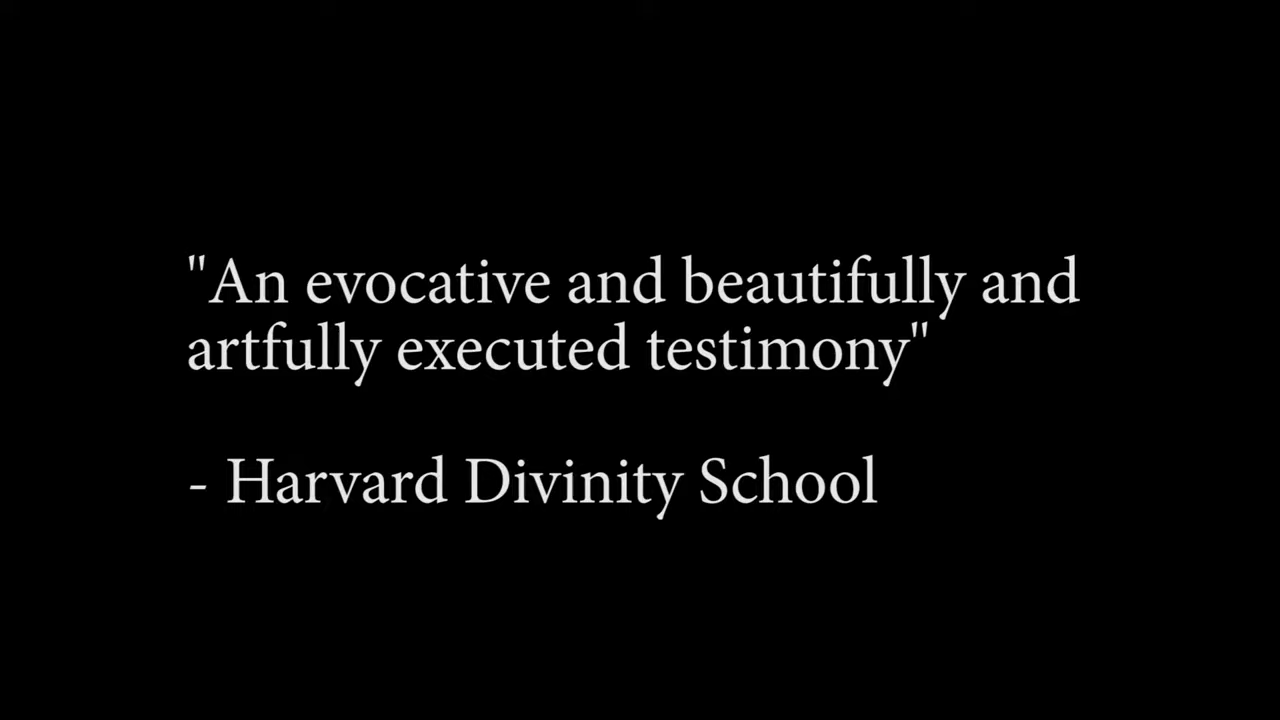 "An evocative and beautifully and
artfully executed testimony"
- Harvard Divinity School